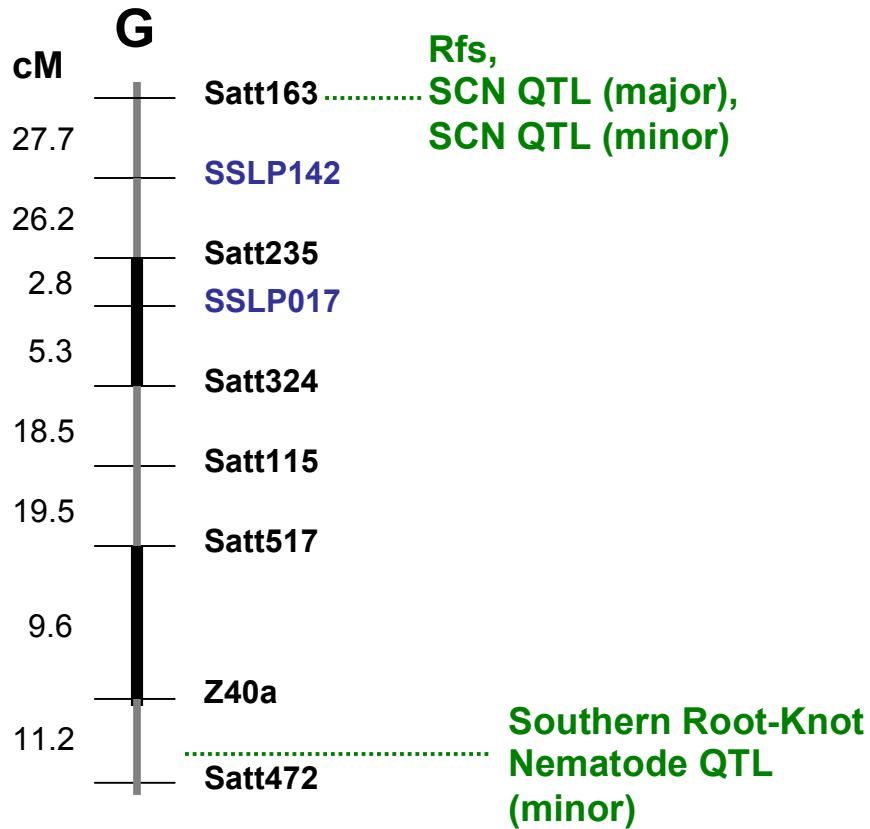 G
cM
Satt163
Rfs,
SCN QTL (major),
SCN QTL (minor)
27.7
SSLP142
26.2
Satt235
2.8
SSLP017
5.3
Satt324
18.5
Satt115
19.5
Satt517
9.6
Z40a
11.2
Southern Root-Knot
Nematode QTL
(minor)
Satt472